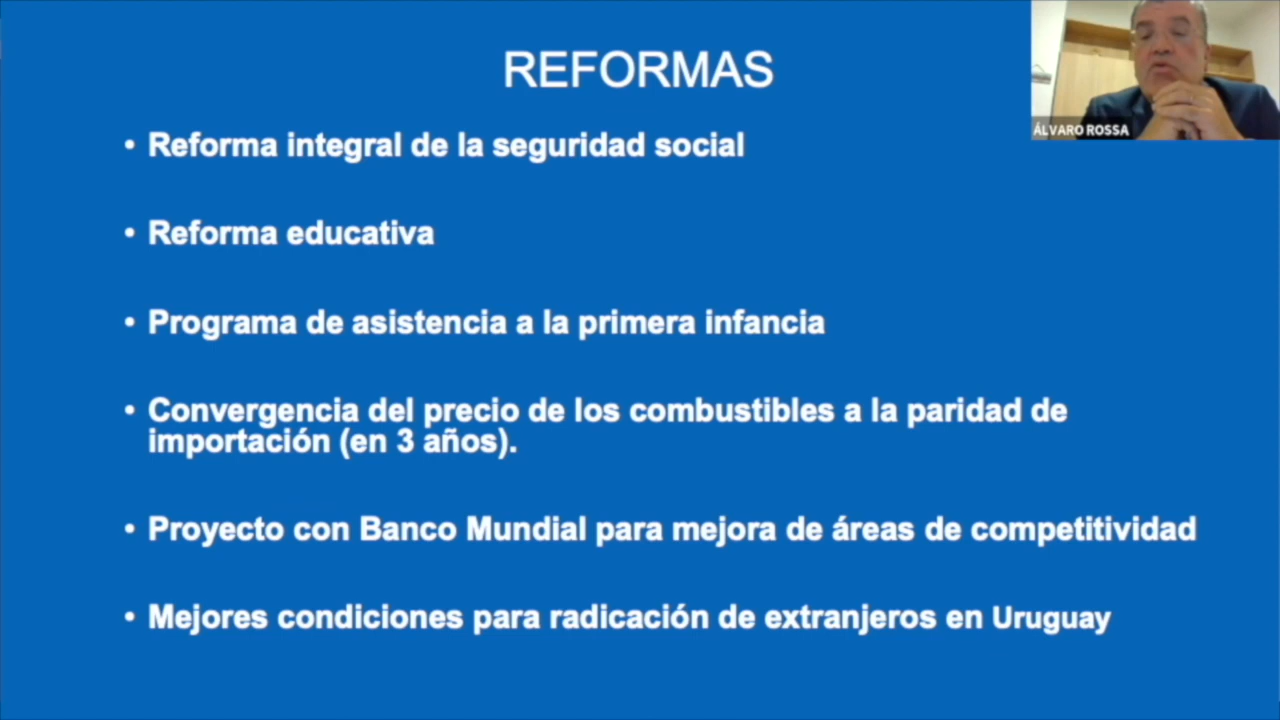 REFORMAS
ÁLVARO ROSSA
• Reforma integral de la seguridad social
• Reforma educativa
• Programa de asistencia a la primera infancia
• Convergencia del precio de los combustibles a la paridad de
importación (en 3 años).
• Proyecto con Banco Mundial para mejora de áreas de competitividad
• Mejores condiciones para radicación de extranjeros en Uruguay